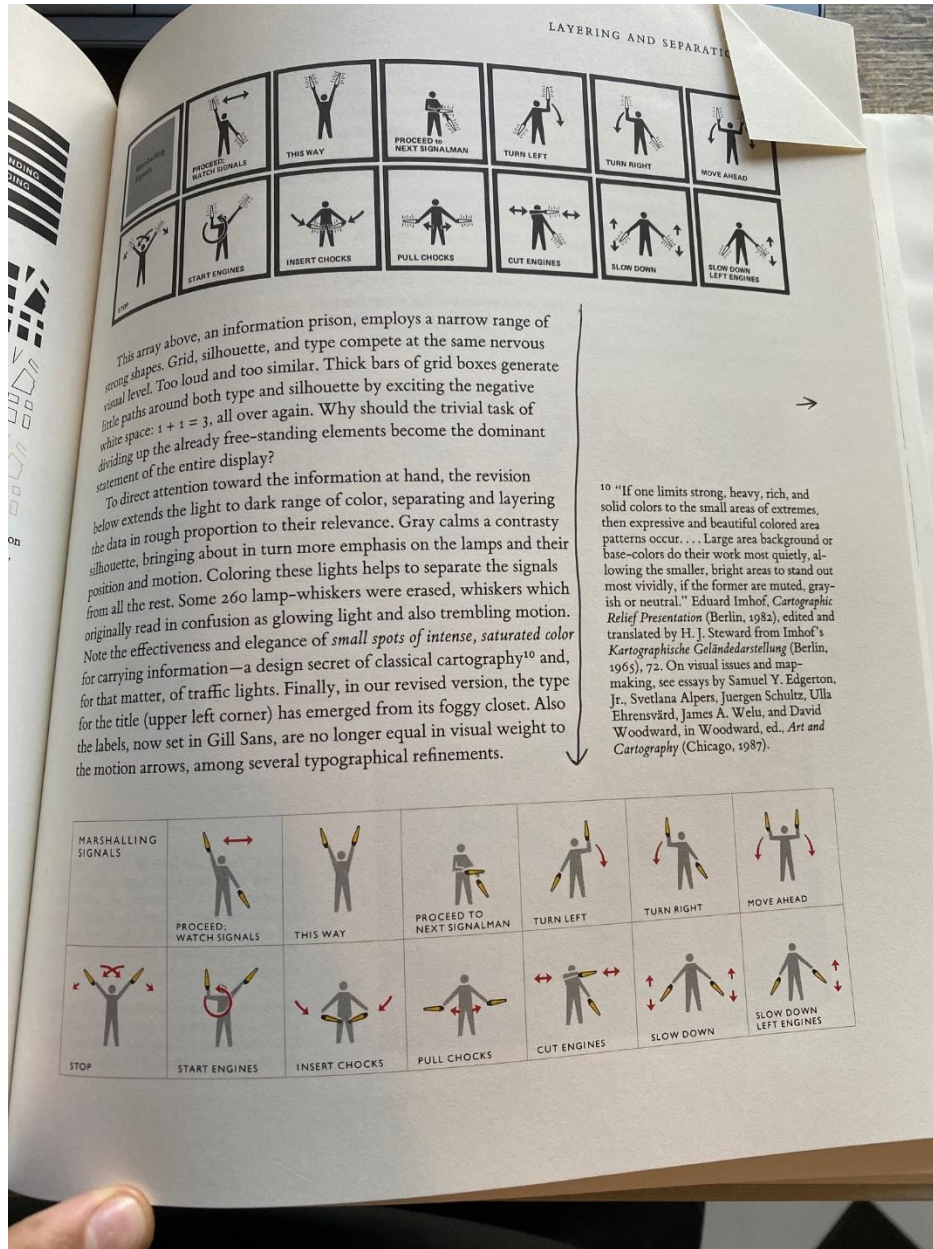 LAYERING AND SEPARATIO
NDING
DING
Marshalling
Signals
PROCEED;
WATCH SIGNALS
THIS WAY
PROCEED to
NEXT SIGNALMAN
TURN LEFT
TURN RIGHT
MOVE AHEAD
STOP
START ENGINES
INSERT CHOCKS
PULL CHOCKS
CUT ENGINES
SLOW DOWN
SLOW DOWN
LEFT ENGINES
This array above, an information prison, employs a narrow range of
strong shapes. Grid, silhouette, and type compete at the same nervous
visual level. Too loud and too similar. Thick bars of grid boxes generate
little paths around both type and silhouette by exciting the negative
white space: 1 + 1 = 3, all over again. Why should the trivial task of
dividing up the already free-standing elements become the dominant
statement of the entire display?
To direct attention toward the information at hand, the revision
below extends the light to dark range of color, separating and layering
the data in rough proportion to their relevance. Gray calms a contrasty
silhouette, bringing about in turn more emphasis on the lamps and their
position and motion. Coloring these lights helps to separate the signals
from all the rest. Some 260 lamp-whiskers were erased, whiskers which
originally read in confusion as glowing light and also trembling motion.
Note the effectiveness and elegance of small spots of intense, saturated color
for carrying information—a design secret of classical cartography¹⁰ and,
for that matter, of traffic lights. Finally, in our revised version, the type
for the title (upper left corner) has emerged from its foggy closet. Also
the labels, now set in Gill Sans, are no longer equal in visual weight to
the motion arrows, among several typographical refinements.
¹⁰ "If one limits strong, heavy, rich, and
solid colors to the small areas of extremes,
then expressive and beautiful colored area
patterns occur. . . . Large area background or
base-colors do their work most quietly, al-
lowing the smaller, bright areas to stand out
most vividly, if the former are muted, gray-
ish or neutral." Eduard Imhof, Cartographic
Relief Presentation (Berlin, 1982), edited and
translated by H. J. Steward from Imhof's
Kartographische Geländedarstellung (Berlin,
1965), 72. On visual issues and map-
making, see essays by Samuel Y. Edgerton,
Jr., Svetlana Alpers, Juergen Schultz, Ulla
Ehrensvärd, James A. Welu, and David
Woodward, in Woodward, ed., Art and
Cartography (Chicago, 1987).
on
MARSHALLING
SIGNALS
PROCEED;
WATCH SIGNALS
THIS WAY
PROCEED TO
NEXT SIGNALMAN
TURN LEFT
TURN RIGHT
MOVE AHEAD
STOP
START ENGINES
INSERT CHOCKS
PULL CHOCKS
CUT ENGINES
SLOW DOWN
SLOW DOWN
LEFT ENGINES